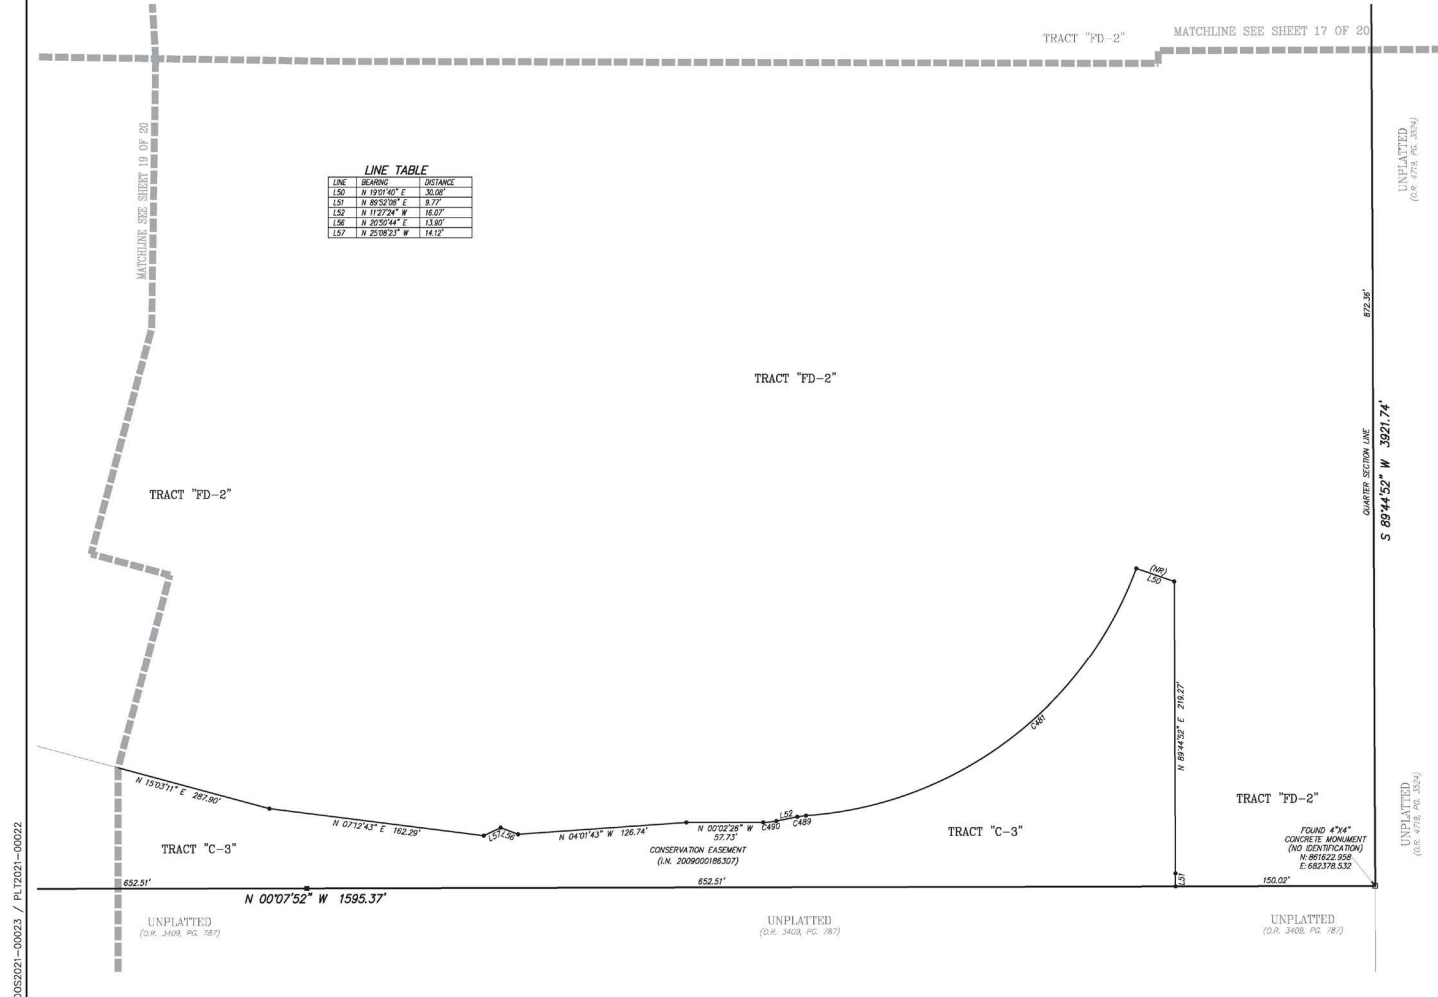 TRACT "FD-2"
MATCHLINE SEE SHEET 17 OF 20
MATCHLINE SEE SHEET 19 OF 20
UNPLATTED
(O.R. 4719, PG. 3524)
LINE TABLE
LINE BEARING DISTANCE
L50 N 19°01'40" E 30.08'
L51 N 89°52'08" E 9.77'
L52 N 11°27'24" W 16.07'
L56 N 20°50'44" E 13.90'
L57 N 25°08'23" W 14.12'
872.36'
TRACT "FD-2"
QUARTER SECTION LINE
S 89°44'52" W 3921.74'
TRACT "FD-2"
(NR)
L50
C481
N 89°44'52" E 219.27'
N 15°03'11" E 287.90'
N 07°12'43" E 162.29'
L57
L56
N 04°01'43" W 126.74'
N 00°02'26" W
57.73'
C490
L52
C489
TRACT "C-3"
CONSERVATION EASEMENT
(I.N. 2009000186307)
TRACT "C-3"
TRACT "FD-2"
FOUND 4"X4"
CONCRETE MONUMENT
(NO IDENTIFICATION)
N: 861622.958
E: 682378.532
UNPLATTED
(O.R. 4719, PG. 3524)
652.51'
652.51'
L51
150.02'
N 00°07'52" W 1595.37'
UNPLATTED
(O.R. 3409, PG. 787)
UNPLATTED
(O.R. 3409, PG. 787)
UNPLATTED
(O.R. 3409, PG. 787)
DOS2021-00023 / PLT2021-00022